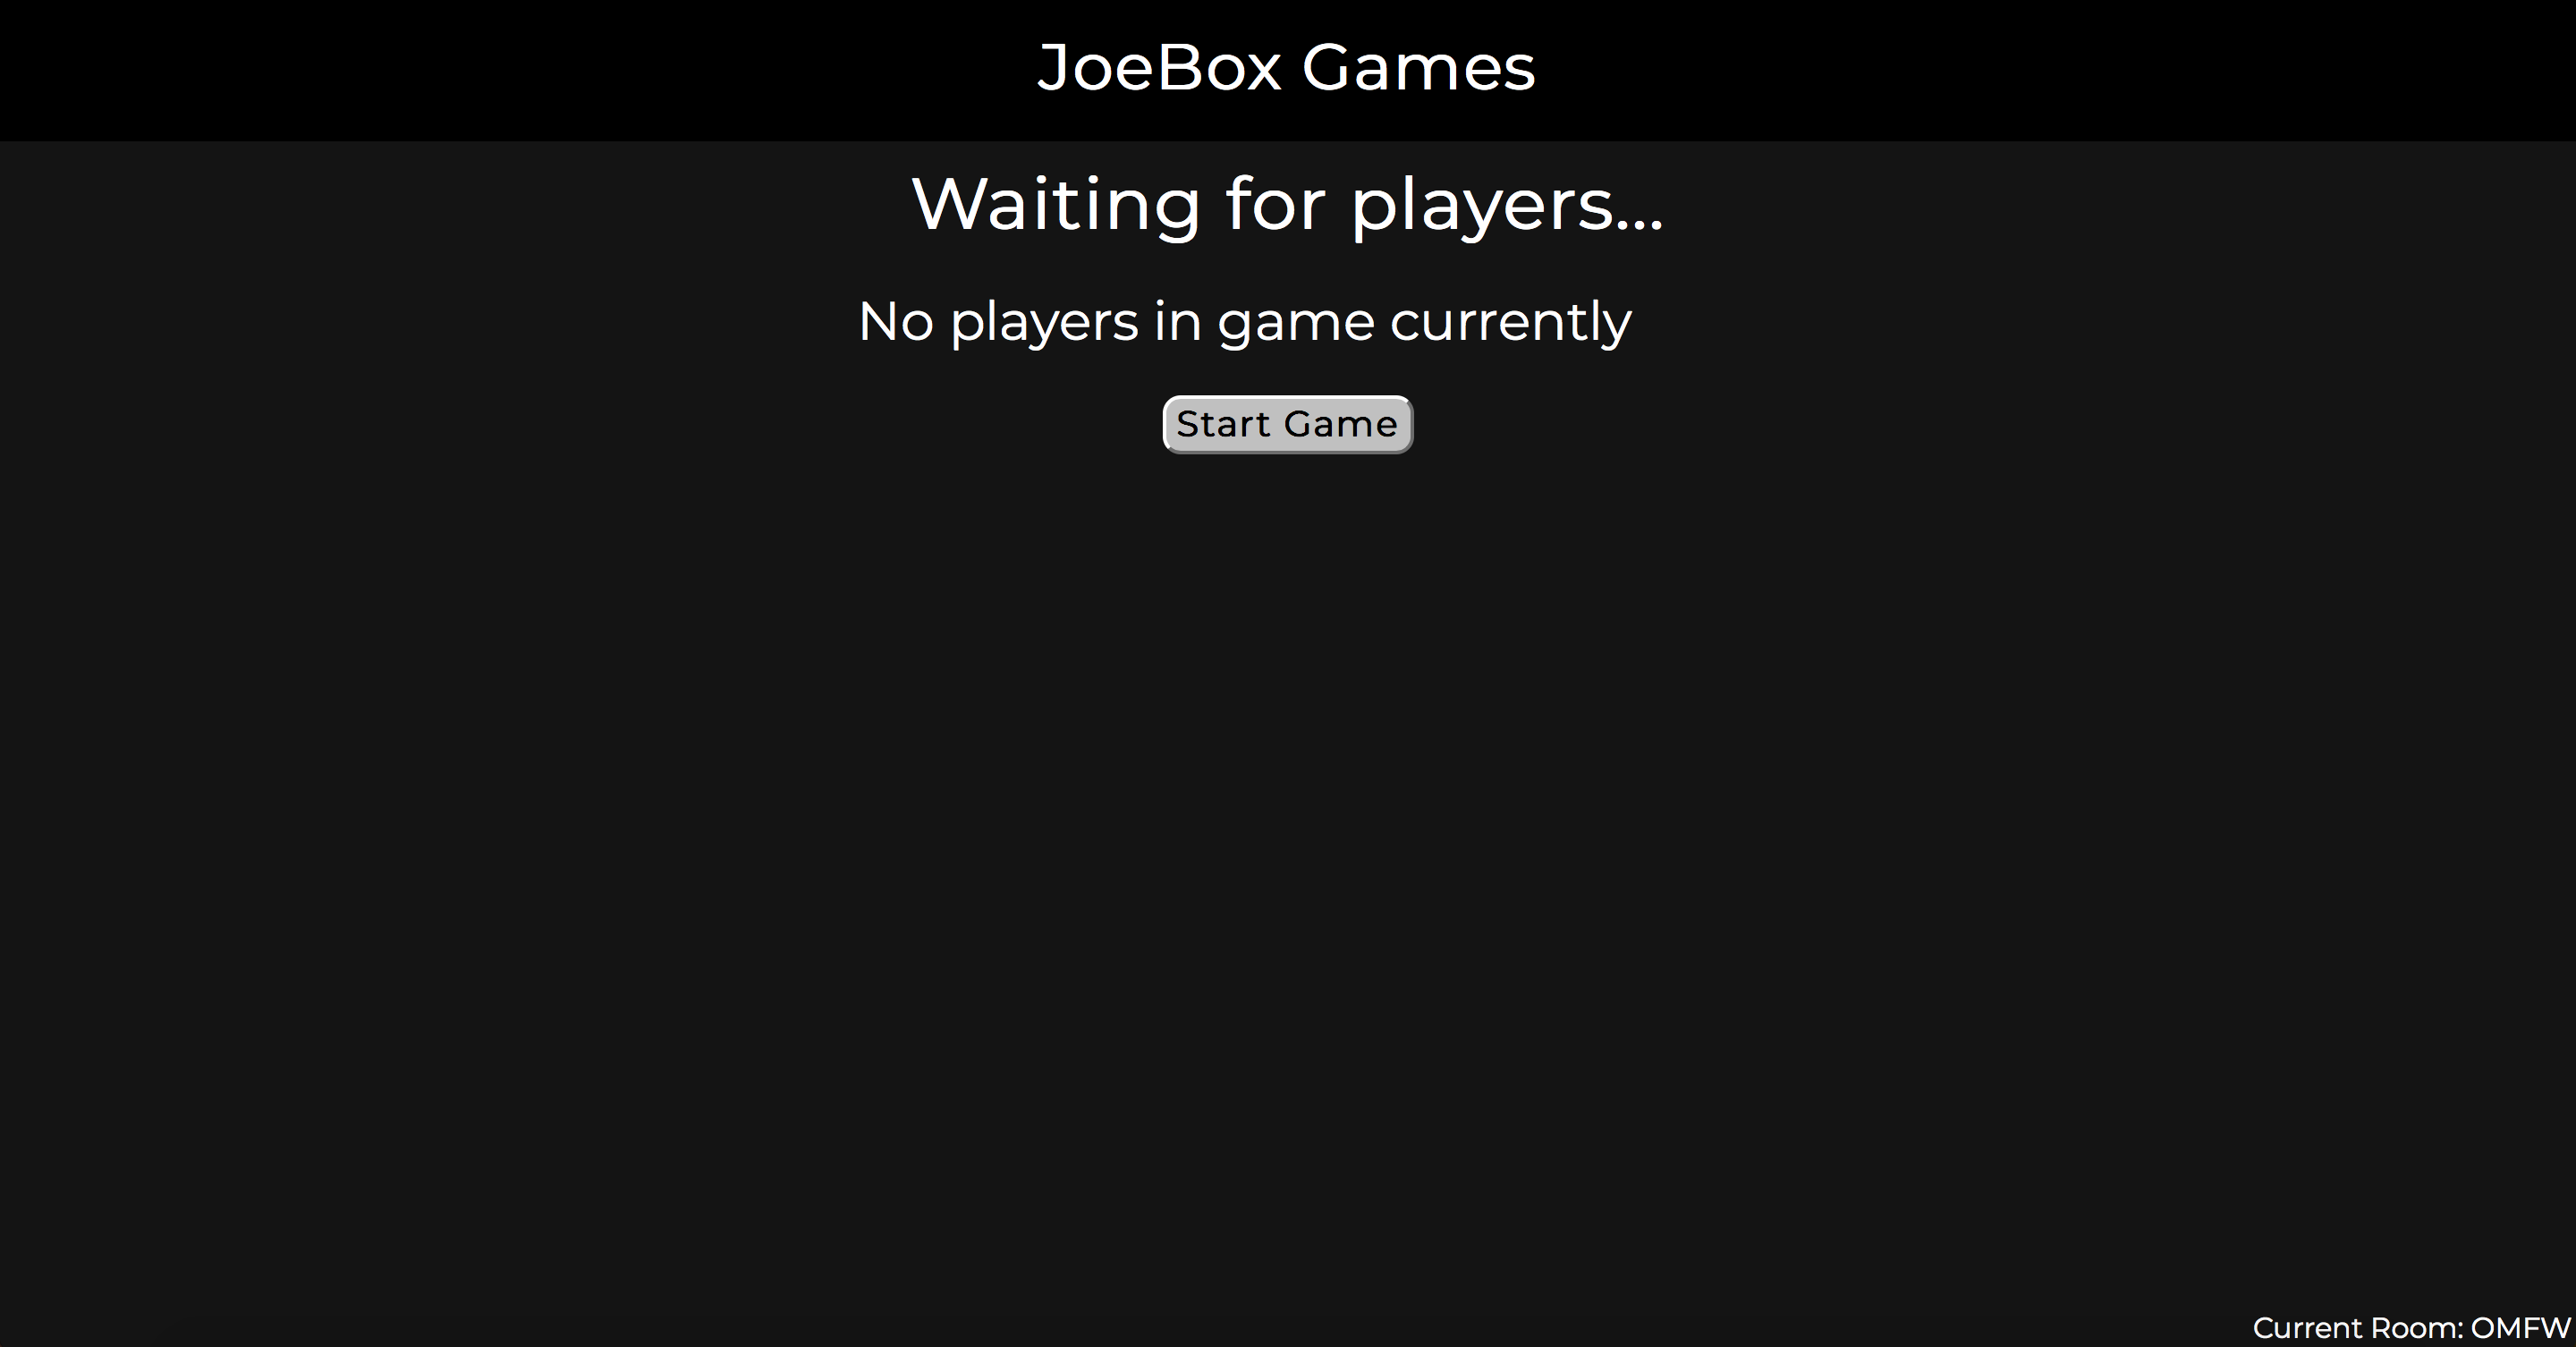 JoeBox Games
Waiting for players...
No players in game currently
Start Game
Current Room: OMFW